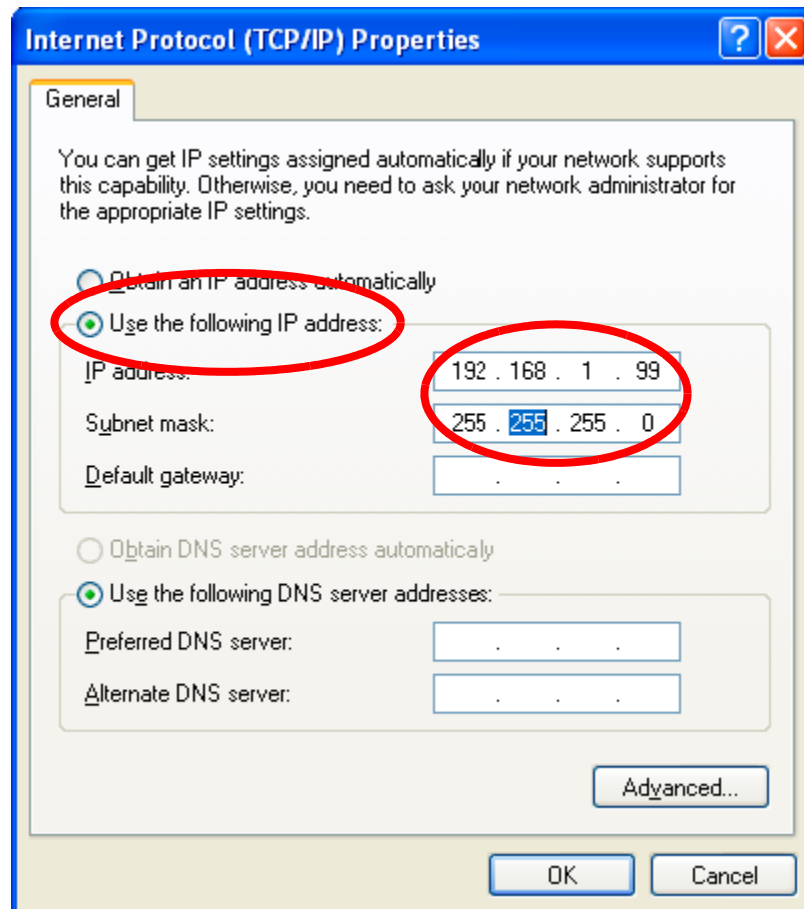 Internet Protocol (TCP/IP) Properties
General
You can get IP settings assigned automatically if your network supports
this capability. Otherwise, you need to ask your network administrator for
the appropriate IP settings.
Obtain an IP address automatically
Use the following IP address:
IP address: 192 . 168 . 1 . 99
Subnet mask: 255 . 255 . 255 . 0
Default gateway: . . .
Obtain DNS server address automaticaly
Use the following DNS server addresses:
Preferred DNS server: . . .
Alternate DNS server: . . .
Advanced...
OK Cancel